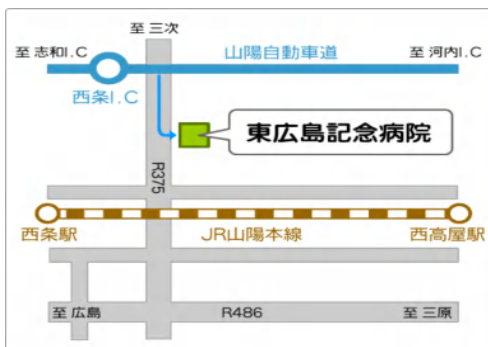 至 三次
至 志和I.C
山陽自動車道
至 河内I.C
西条I.C
東広島記念病院
R375
西条駅
JR山陽本線
西高屋駅
至 広島
R486
至 三原